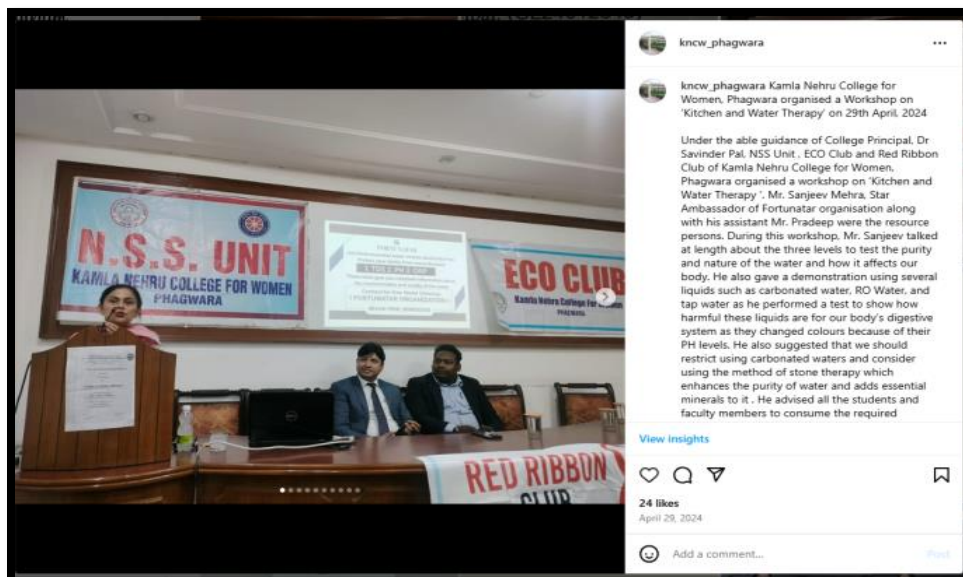 N.S.S. UNIT
KAMLA NEHRU COLLEGE FOR WOMEN
PHAGWARA
ECO CLUB
Kamla Nehru College For
PHAGWARA
RED RIBBON
CLUB
kncw_phagwara
kncw_phagwara Kamla Nehru College for
Women, Phagwara organised a Workshop on
'Kitchen and Water Therapy' on 29th April, 2024
Under the able guidance of College Principal, Dr
Savinder Pal, NSS Unit , ECO Club and Red Ribbon
Club of Kamla Nehru College for Women,
Phagwara organised a workshop on 'Kitchen and
Water Therapy '. Mr. Sanjeev Mehra, Star
Ambassador of Fortunatar organisation along
with his assistant Mr. Pradeep were the resource
persons. During this workshop, Mr. Sanjeev talked
at length about the three levels to test the purity
and nature of the water and how it affects our
body. He also gave a demonstration using several
liquids such as carbonated water, RO Water, and
tap water as he performed a test to show how
harmful these liquids are for our body's digestive
system as they changed colours because of their
PH levels. He also suggested that we should
restrict using carbonated waters and consider
using the method of stone therapy which
enhances the purity of water and adds essential
minerals to it . He advised all the students and
faculty members to consume the required
View insights
24 likes
April 29, 2024
Add a comment...
Post